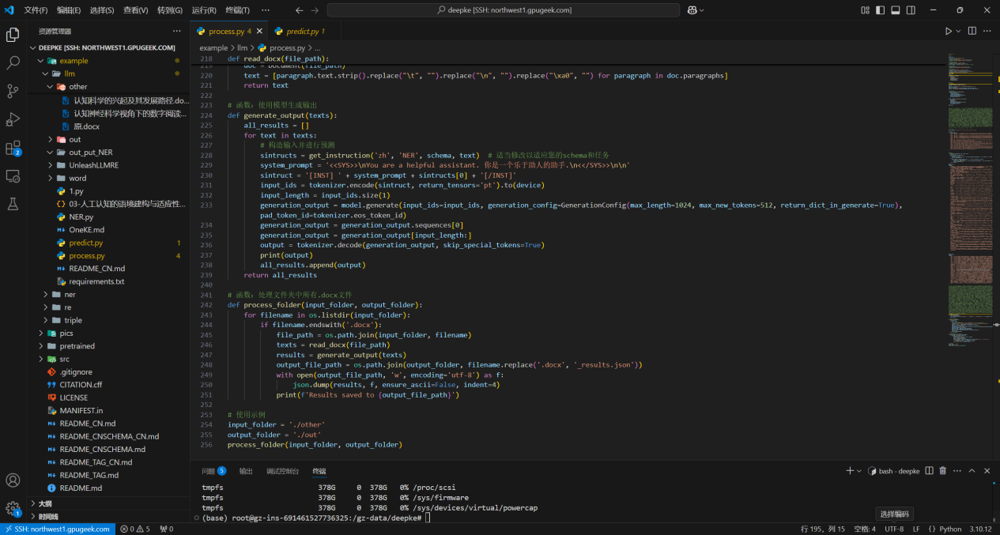 文件(F) 编辑(E) 选择(S) 查看(V) 转到(G) 运行(R) 终端(T) ··· deepke [SSH: northwest1.gpugeek.com]
资源管理器 ···
process.py 4 predict.py 1
DEEPKE [SSH: NORTHWEST1.GPUGEEK.COM]
example
llm
other
认知科学的兴起及其发展路径.do...
认知神经科学视角下的数字阅读...
原.docx
out
out_put_NER
UnleashLLMRE
word
1.py
03-人工认知的语境建构与适应性...
NER.py
OneKE.md
predict.py 1
process.py 4
README_CN.md
requirements.txt
ner
re
triple
pics
pretrained
src
.gitignore
CITATION.cff
LICENSE
MANIFEST.in
README_CN.md
README_CNSCHEMA_CN.md
README_CNSCHEMA.md
README_TAG_CN.md
README_TAG.md
README.md
大纲
时间线
2
1
example > llm > process.py > ...
218 def read_docx(file_path):
219 doc = Document(file_path)
220 text = [paragraph.text.strip().replace("\t", "").replace("\n", "").replace("\xa0", "") for paragraph in doc.paragraphs]
221 return text
222
223 # 函数：使用模型生成输出
224 def generate_output(texts):
225 all_results = []
226 for text in texts:
227 # 构造输入并进行预测
228 sintructs = get_instruction('zh', 'NER', schema, text) # 适当修改以适应您的schema和任务
229 system_prompt = '<<SYS>>\nYou are a helpful assistant. 你是一个乐于助人的助手.\n<</SYS>>\n\n'
230 sintruct = '[INST] ' + system_prompt + sintructs[0] + '[/INST]'
231 input_ids = tokenizer.encode(sintruct, return_tensors='pt').to(device)
232 input_length = input_ids.size(1)
233 generation_output = model.generate(input_ids=input_ids, generation_config=GenerationConfig(max_length=1024, max_new_tokens=512, return_dict_in_generate=True),
pad_token_id=tokenizer.eos_token_id)
234 generation_output = generation_output.sequences[0]
235 generation_output = generation_output[input_length:]
236 output = tokenizer.decode(generation_output, skip_special_tokens=True)
237 print(output)
238 all_results.append(output)
239 return all_results
240
241 # 函数：处理文件夹中所有.docx文件
242 def process_folder(input_folder, output_folder):
243 for filename in os.listdir(input_folder):
244 if filename.endswith('.docx'):
245 file_path = os.path.join(input_folder, filename)
246 texts = read_docx(file_path)
247 results = generate_output(texts)
248 output_file_path = os.path.join(output_folder, filename.replace('.docx', '_results.json'))
249 with open(output_file_path, 'w', encoding='utf-8') as f:
250 json.dump(results, f, ensure_ascii=False, indent=4)
251 print(f'Results saved to {output_file_path}')
252
253 # 使用示例
254 input_folder = './other'
255 output_folder = './out'
256 process_folder(input_folder, output_folder)
问题 5 输出 调试控制台 终端 bash - deepke
tmpfs 378G 0 378G 0% /proc/scsi
tmpfs 378G 0 378G 0% /sys/firmware
tmpfs 378G 0 378G 0% /sys/devices/virtual/powercap
(base) root@gz-ins-691461527736325:/gz-data/deepke#
选择编码
SSH: northwest1.gpugeek.com 0 5 0 行 195，列 15 空格: 4 UTF-8 LF {} Python 3.10.12